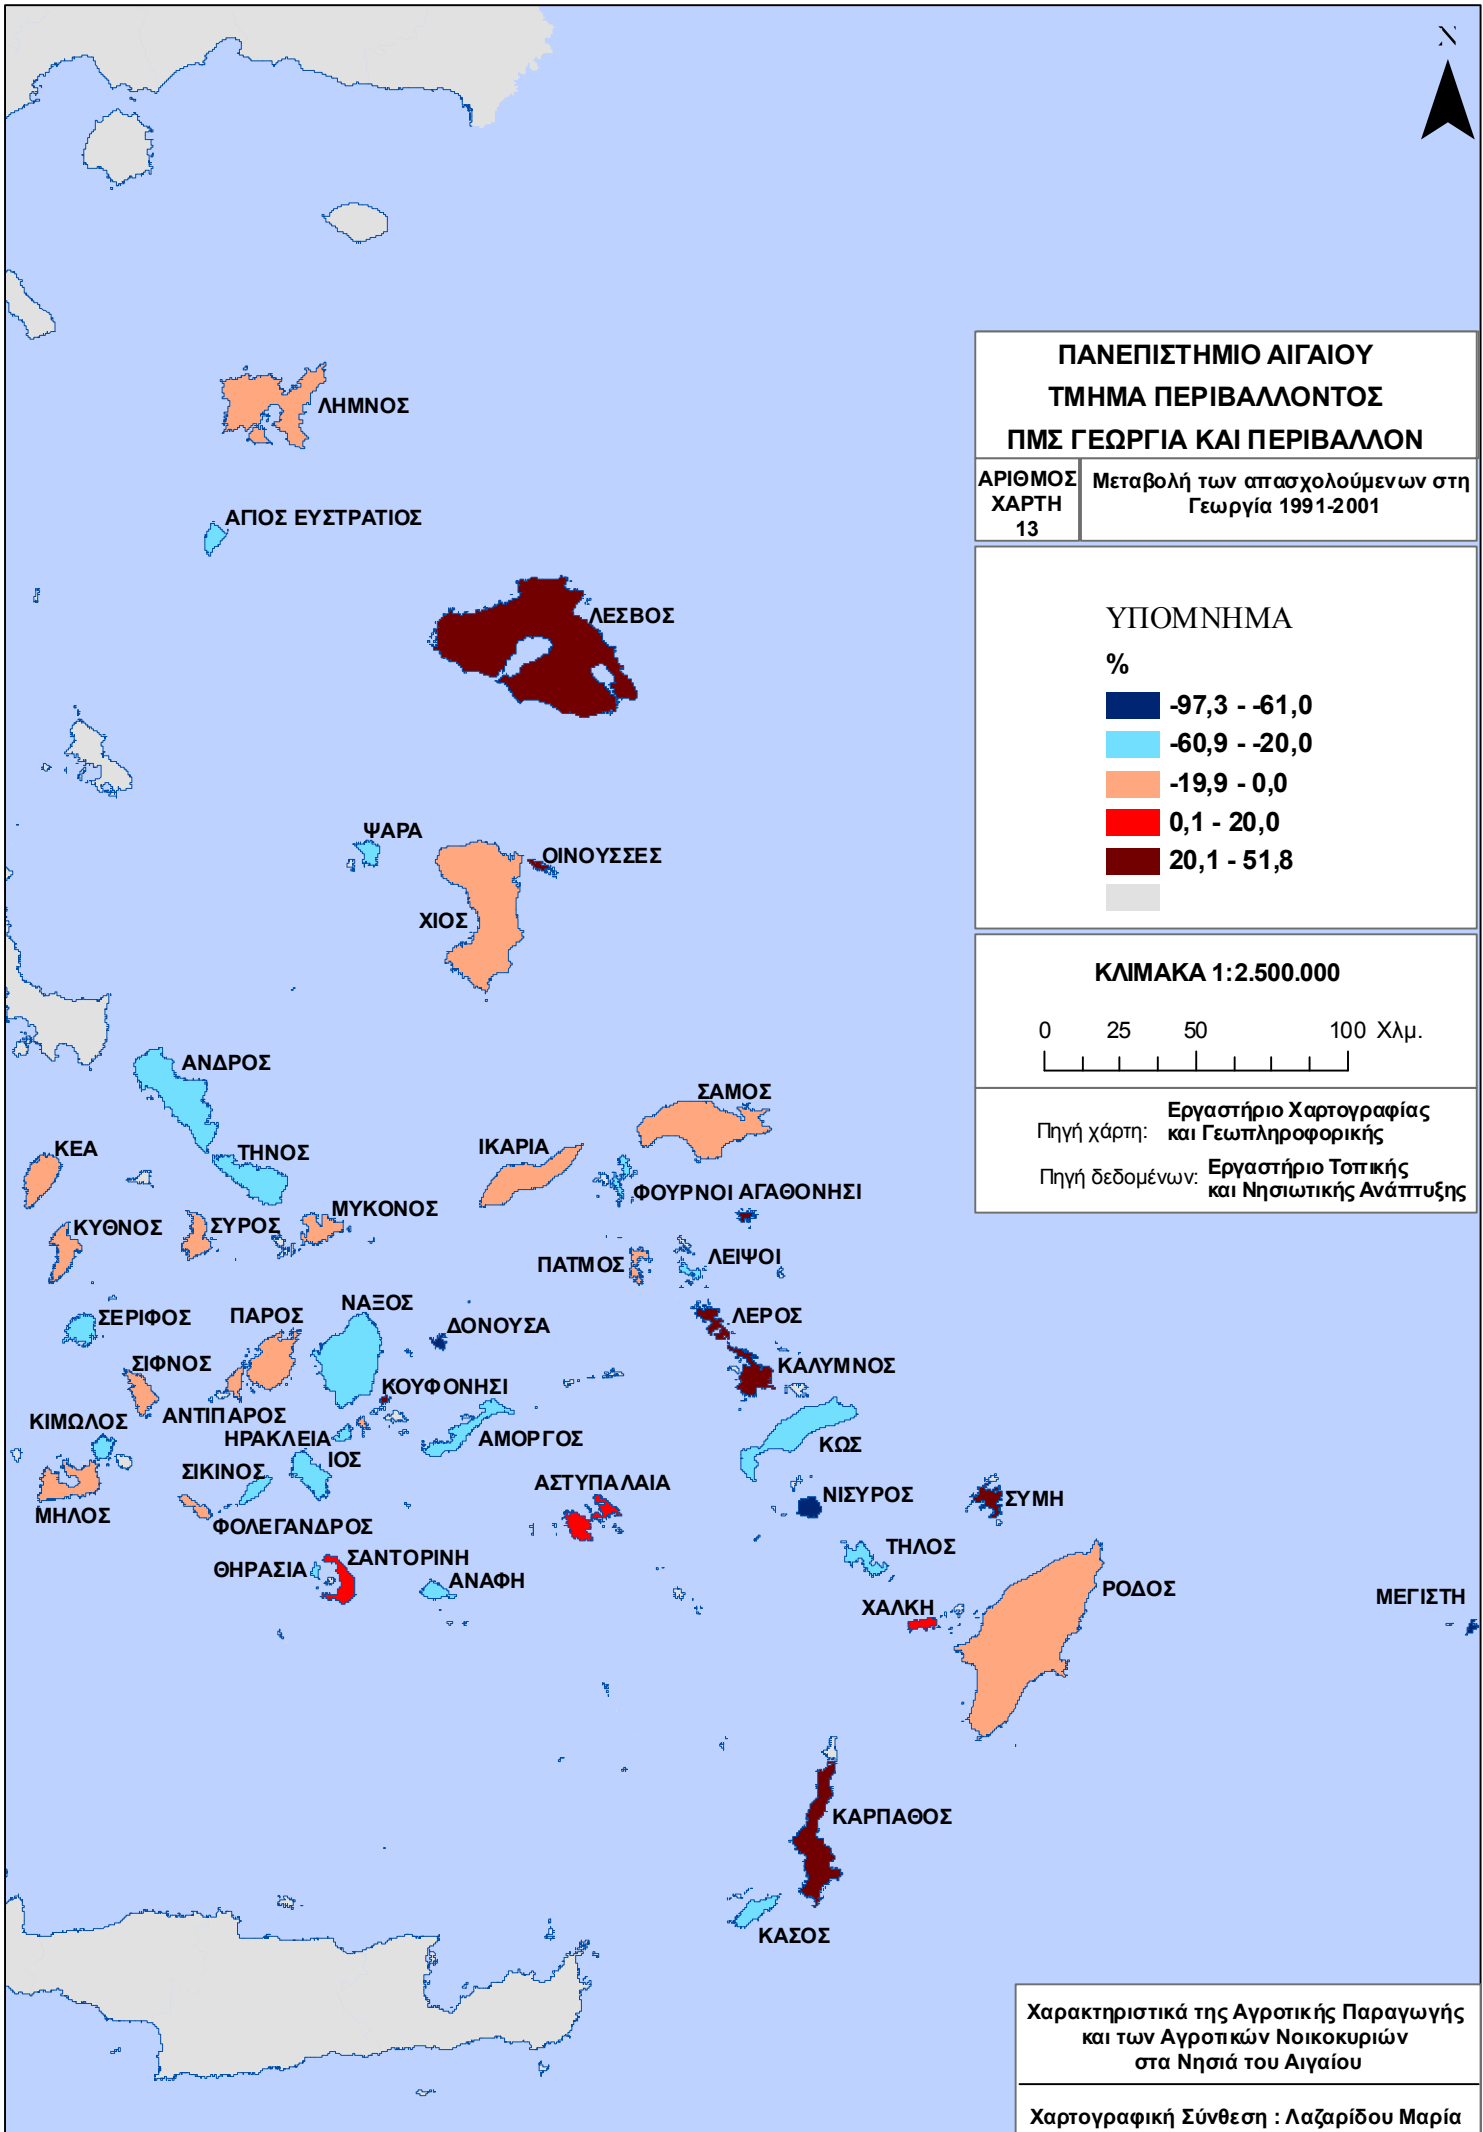 N
ΠΑΝΕΠΙΣΤΗΜΙΟ ΑΙΓΑΙΟΥ
ΤΜΗΜΑ ΠΕΡΙΒΑΛΛΟΝΤΟΣ
ΠΜΣ ΓΕΩΡΓΙΑ ΚΑΙ ΠΕΡΙΒΑΛΛΟΝ
ΑΡΙΘΜΟΣ
ΧΑΡΤΗ
13
Μεταβολή των απασχολούμενων στη
Γεωργία 1991-2001
ΥΠΟΜΝΗΜΑ
%
-97,3 - -61,0
-60,9 - -20,0
-19,9 - 0,0
0,1 - 20,0
20,1 - 51,8
ΚΛΙΜΑΚΑ 1:2.500.000
0 25 50 100 Χλμ.
Πηγή χάρτη: Εργαστήριο Χαρτογραφίας
και Γεωπληροφορικής
Πηγή δεδομένων: Εργαστήριο Τοπικής
και Νησιωτικής Ανάπτυξης
ΛΗΜΝΟΣ
ΑΓΙΟΣ ΕΥΣΤΡΑΤΙΟΣ
ΛΕΣΒΟΣ
ΨΑΡΑ
ΟΙΝΟΥΣΣΕΣ
ΧΙΟΣ
ΑΝΔΡΟΣ
ΣΑΜΟΣ
ΚΕΑ
ΤΗΝΟΣ
ΙΚΑΡΙΑ
ΦΟΥΡΝΟΙ
ΑΓΑΘΟΝΗΣΙ
ΜΥΚΟΝΟΣ
ΚΥΘΝΟΣ
ΣΥΡΟΣ
ΠΑΤΜΟΣ
ΛΕΙΨΟΙ
ΣΕΡΙΦΟΣ
ΠΑΡΟΣ
ΝΑΞΟΣ
ΔΟΝΟΥΣΑ
ΛΕΡΟΣ
ΣΙΦΝΟΣ
ΚΑΛΥΜΝΟΣ
ΚΟΥΦΟΝΗΣΙ
ΑΝΤΙΠΑΡΟΣ
ΚΙΜΩΛΟΣ
ΗΡΑΚΛΕΙΑ
ΑΜΟΡΓΟΣ
ΚΩΣ
ΙΟΣ
ΣΙΚΙΝΟΣ
ΑΣΤΥΠΑΛΑΙΑ
ΝΙΣΥΡΟΣ
ΣΥΜΗ
ΜΗΛΟΣ
ΦΟΛΕΓΑΝΔΡΟΣ
ΤΗΛΟΣ
ΣΑΝΤΟΡΙΝΗ
ΘΗΡΑΣΙΑ
ΑΝΑΦΗ
ΡΟΔΟΣ
ΜΕΓΙΣΤΗ
ΧΑΛΚΗ
ΚΑΡΠΑΘΟΣ
ΚΑΣΟΣ
Χαρακτηριστικά της Αγροτικής Παραγωγής
και των Αγροτικών Νοικοκυριών
στα Νησιά του Αιγαίου
Χαρτογραφική Σύνθεση : Λαζαρίδου Μαρία